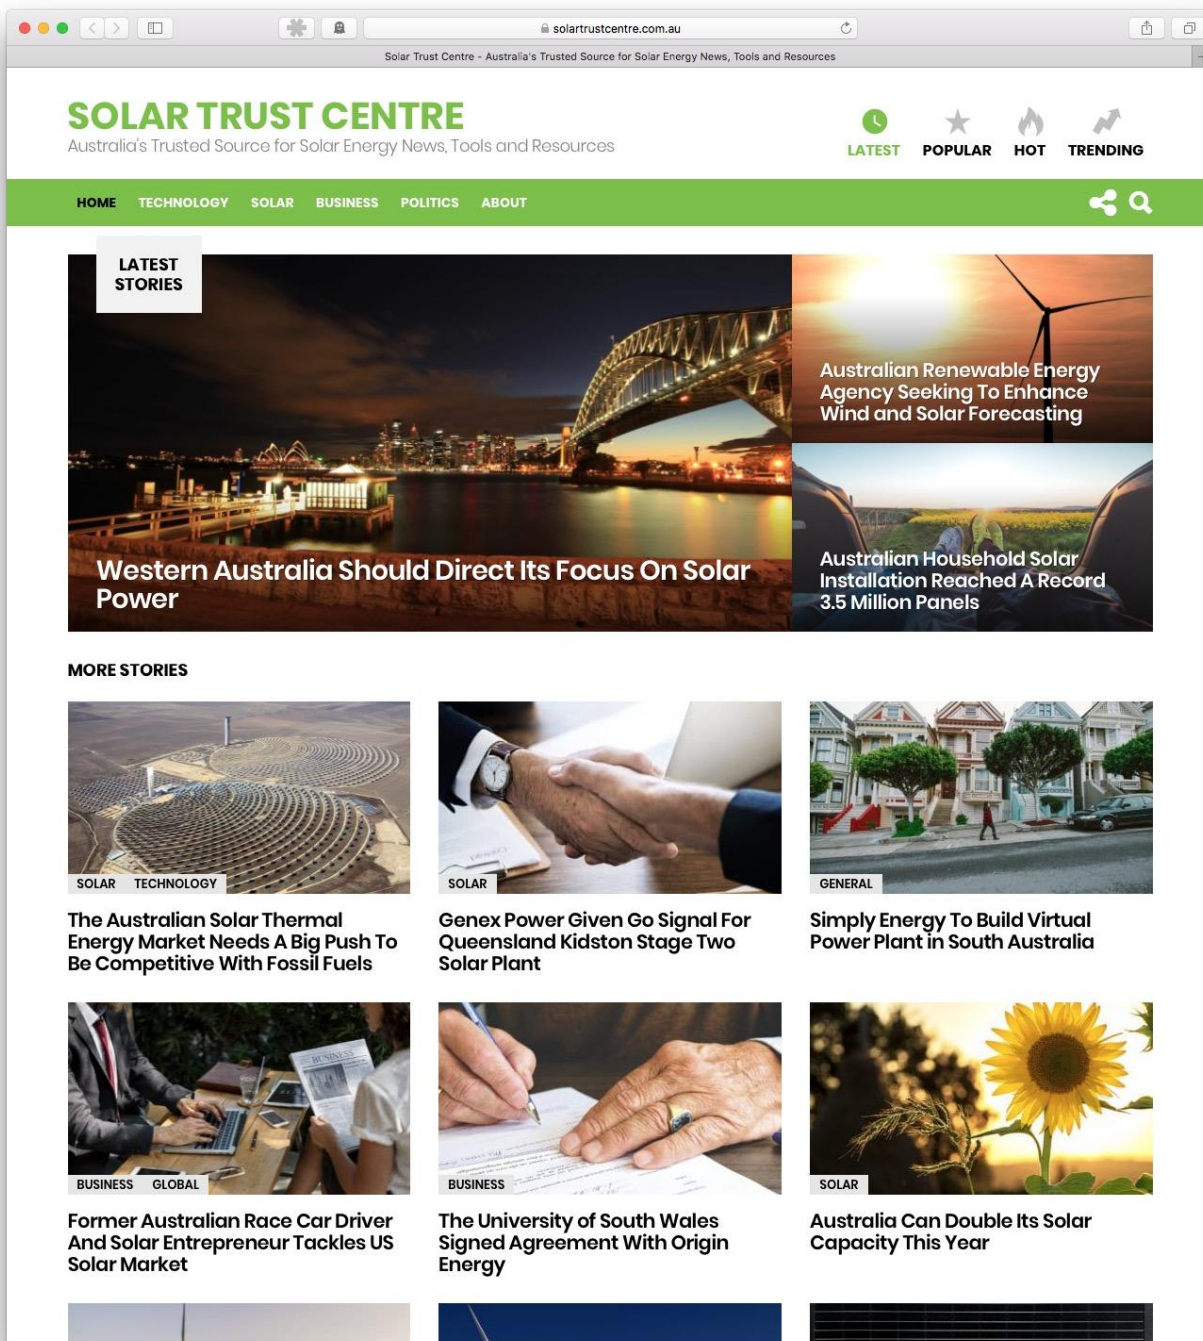 solartrustcentre.com.au
Solar Trust Centre - Australia's Trusted Source for Solar Energy News, Tools and Resources
SOLAR TRUST CENTRE
Australia's Trusted Source for Solar Energy News, Tools and Resources
LATEST POPULAR HOT TRENDING
HOME TECHNOLOGY SOLAR BUSINESS POLITICS ABOUT
LATEST
STORIES
Western Australia Should Direct Its Focus On Solar
Power
Australian Renewable Energy
Agency Seeking To Enhance
Wind and Solar Forecasting
Australian Household Solar
Installation Reached A Record
3.5 Million Panels
MORE STORIES
SOLAR TECHNOLOGY
The Australian Solar Thermal
Energy Market Needs A Big Push To
Be Competitive With Fossil Fuels
SOLAR
Genex Power Given Go Signal For
Queensland Kidston Stage Two
Solar Plant
GENERAL
Simply Energy To Build Virtual
Power Plant in South Australia
BUSINESS
BUSINESS GLOBAL
Former Australian Race Car Driver
And Solar Entrepreneur Tackles US
Solar Market
BUSINESS
The University of South Wales
Signed Agreement With Origin
Energy
SOLAR
Australia Can Double Its Solar
Capacity This Year